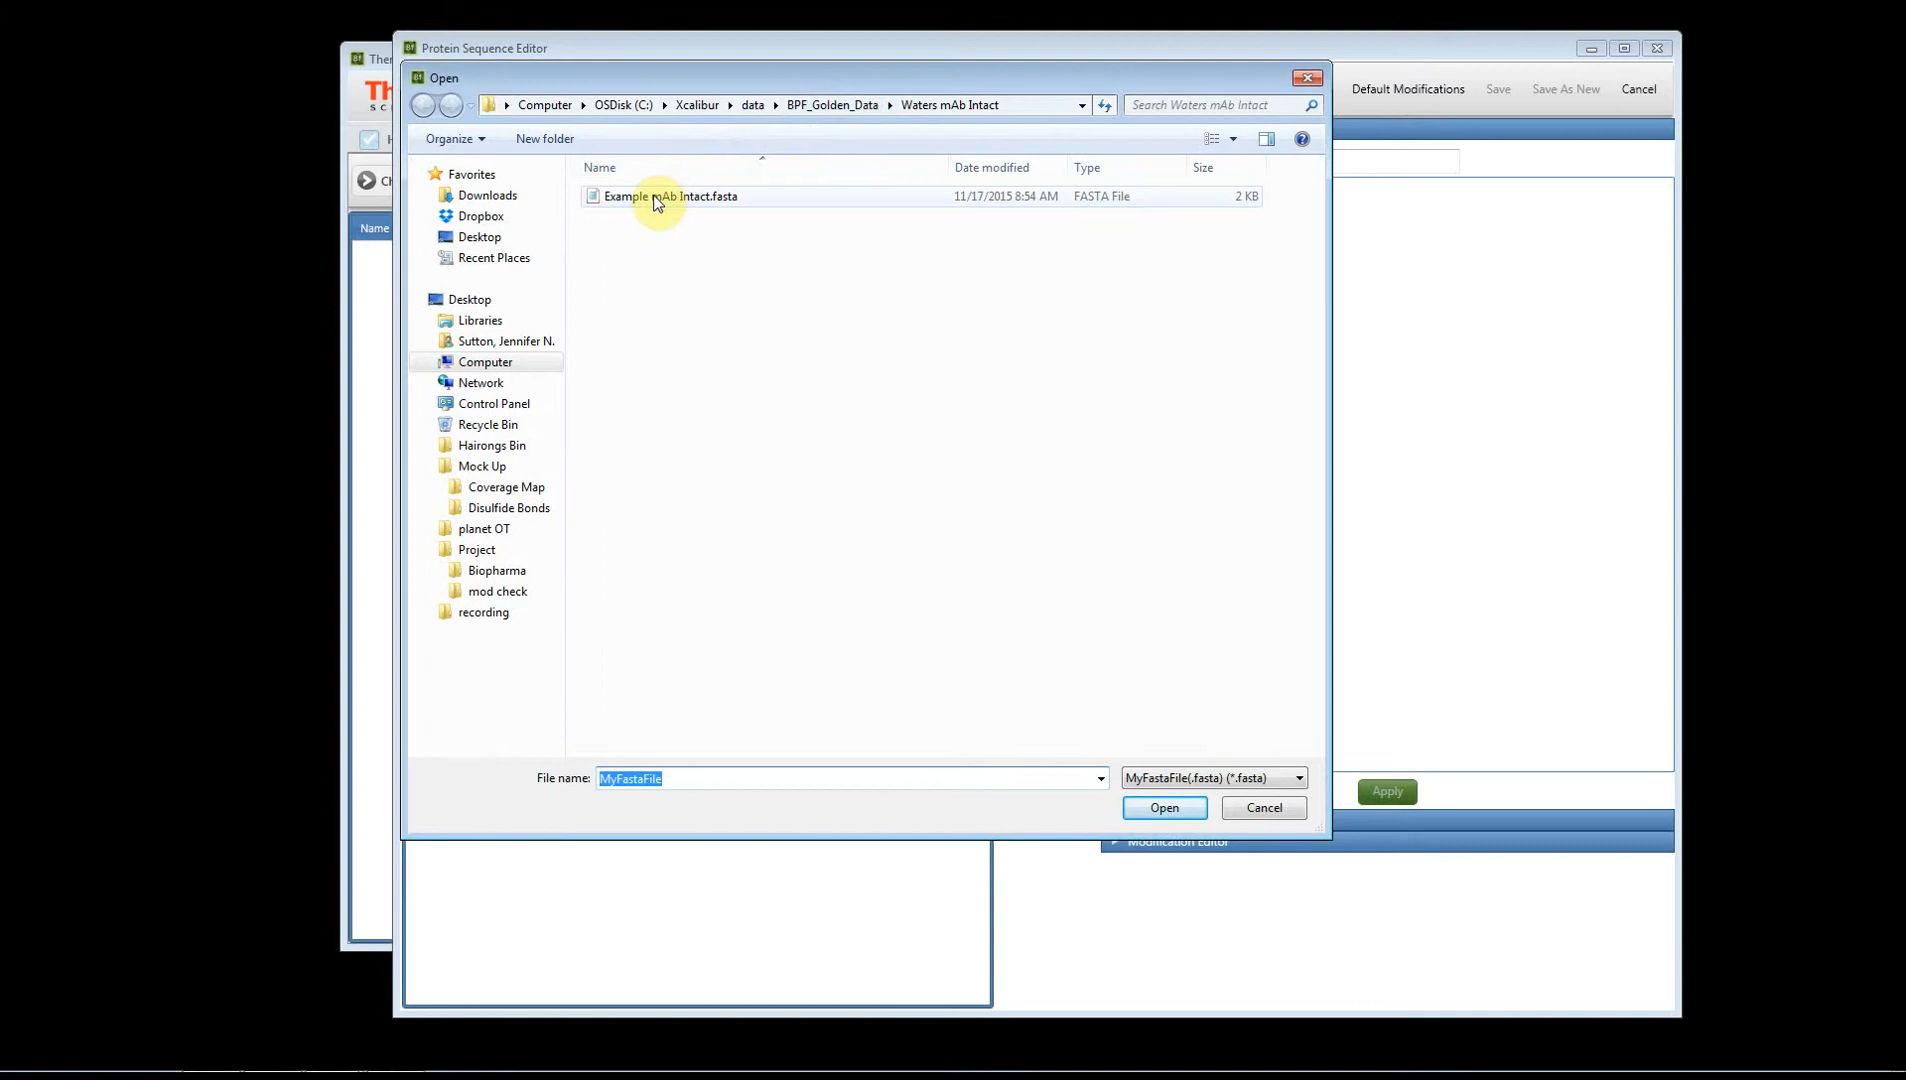 Protein Sequence Editor
Open
Computer OSDisk (C:) Xcalibur data BPF_Golden_Data Waters mAb Intact
Search Waters mAb Intact
Default Modifications Save Save As New Cancel
Organize New folder
Name Date modified Type Size
Example mAb Intact.fasta 11/17/2015 8:54 AM FASTA File 2 KB
Name
Favorites
Downloads
Dropbox
Desktop
Recent Places
Desktop
Libraries
Sutton, Jennifer N.
Computer
Network
Control Panel
Recycle Bin
Hairongs Bin
Mock Up
Coverage Map
Disulfide Bonds
planet OT
Project
Biopharma
mod check
recording
File name: MyFastaFile MyFastaFile(.fasta) (*.fasta)
Apply
Open Cancel
Modification Editor